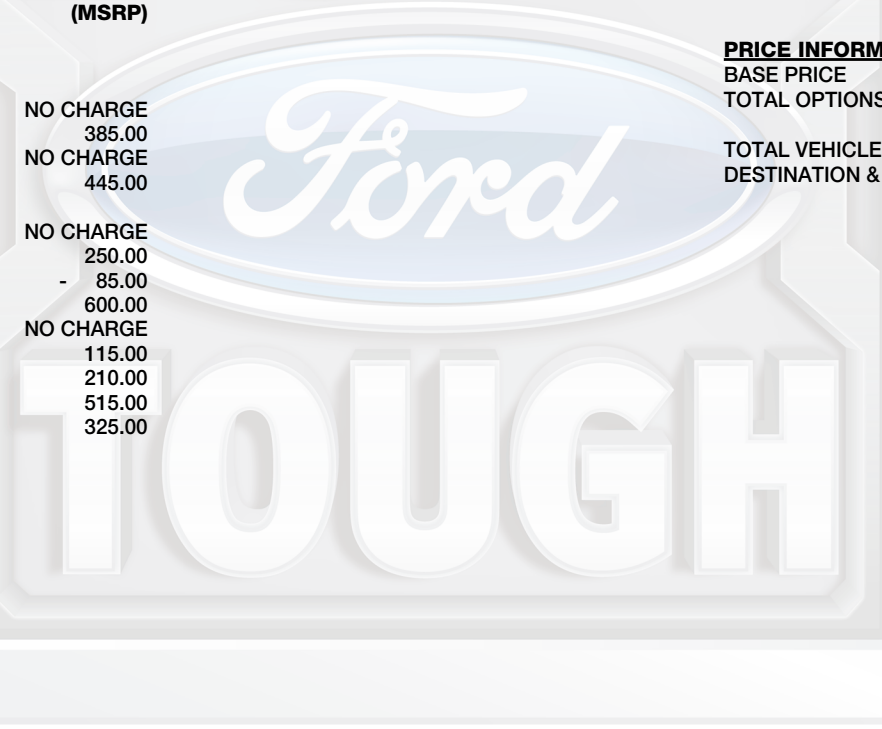 (MSRP)
NO CHARGE
385.00
NO CHARGE
445.00
NO CHARGE
250.00
- 85.00
600.00
NO CHARGE
115.00
210.00
515.00
325.00
PRICE INFORM
BASE PRICE
TOTAL OPTIONS
TOTAL VEHICLE
DESTINATION &
Ford
TOUGH